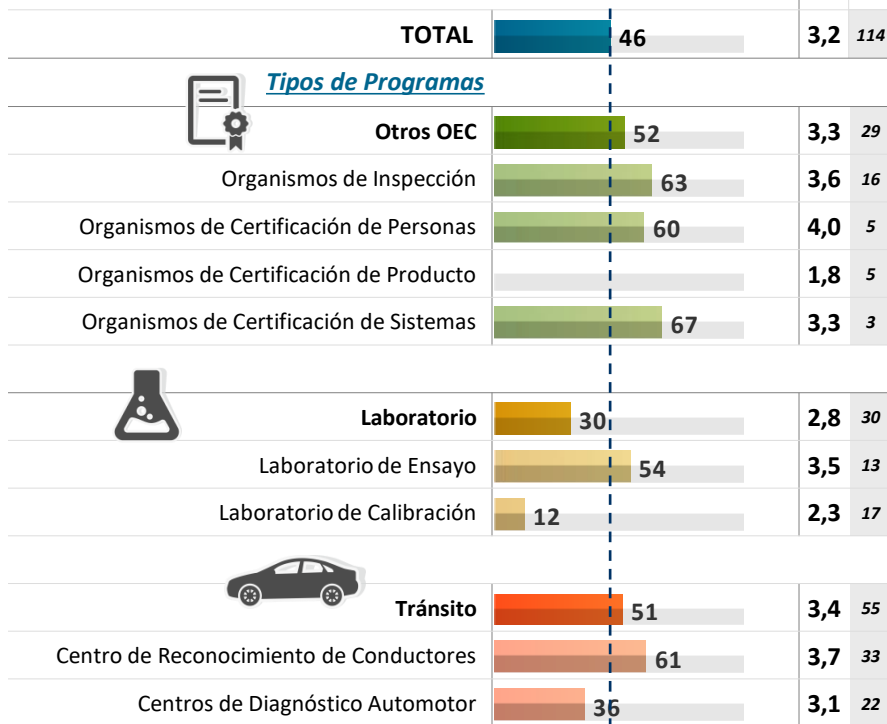 TOTAL 46 3,2 114
Tipos de Programas
Otros OEC 52 3,3 29
Organismos de Inspección 63 3,6 16
Organismos de Certificación de Personas 60 4,0 5
Organismos de Certificación de Producto 1,8 5
Organismos de Certificación de Sistemas 67 3,3 3
Laboratorio 30 2,8 30
Laboratorio de Ensayo 54 3,5 13
Laboratorio de Calibración 12 2,3 17
Tránsito 51 3,4 55
Centro de Reconocimiento de Conductores 61 3,7 33
Centros de Diagnóstico Automotor 36 3,1 22